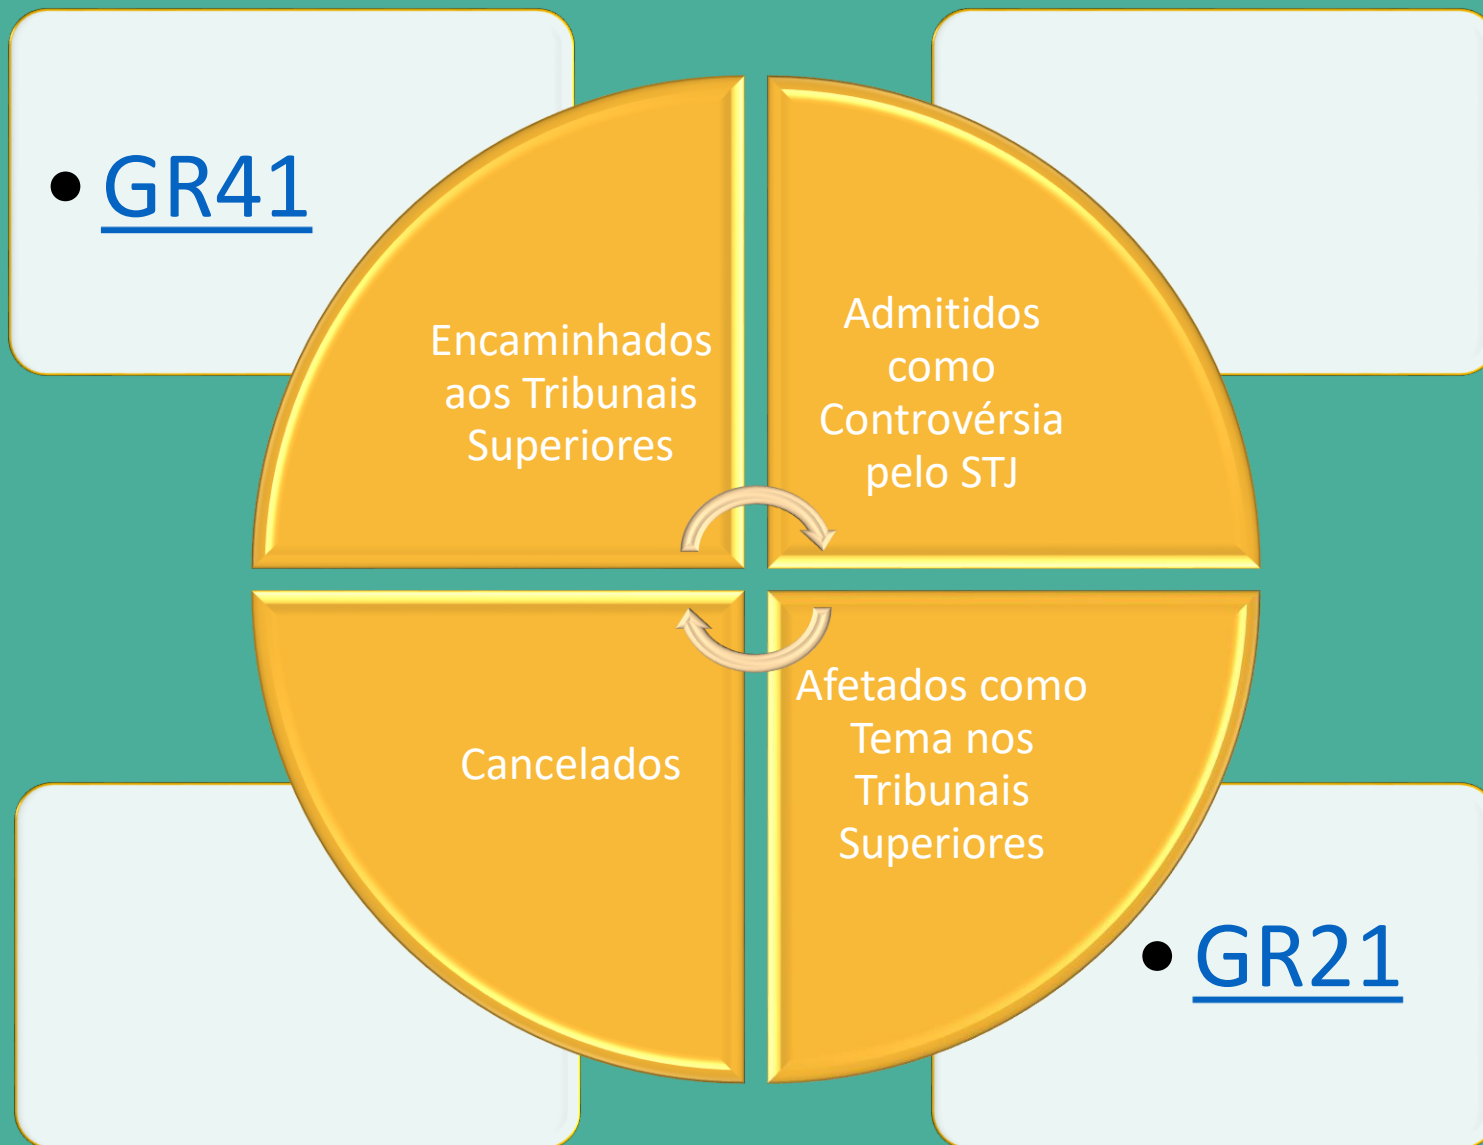 • GR41
Encaminhados
aos Tribunais
Superiores
Admitidos
como
Controvérsia
pelo STJ
Cancelados
Afetados como
Tema nos
Tribunais
Superiores
• GR21